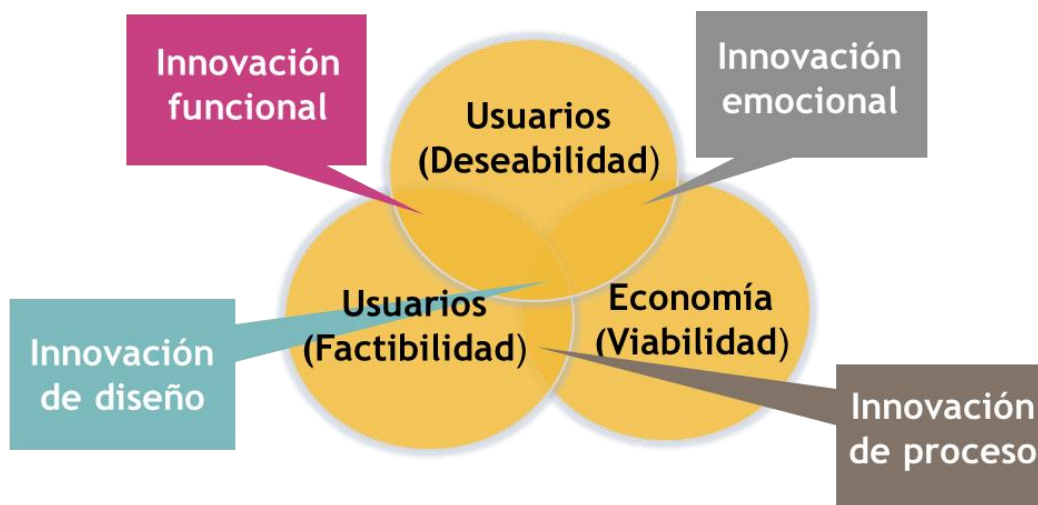 Innovación
funcional
Usuarios
(Deseabilidad)
Innovación
emocional
Usuarios
(Factibilidad)
Economía
(Viabilidad)
Innovación
de diseño
Innovación
de proceso